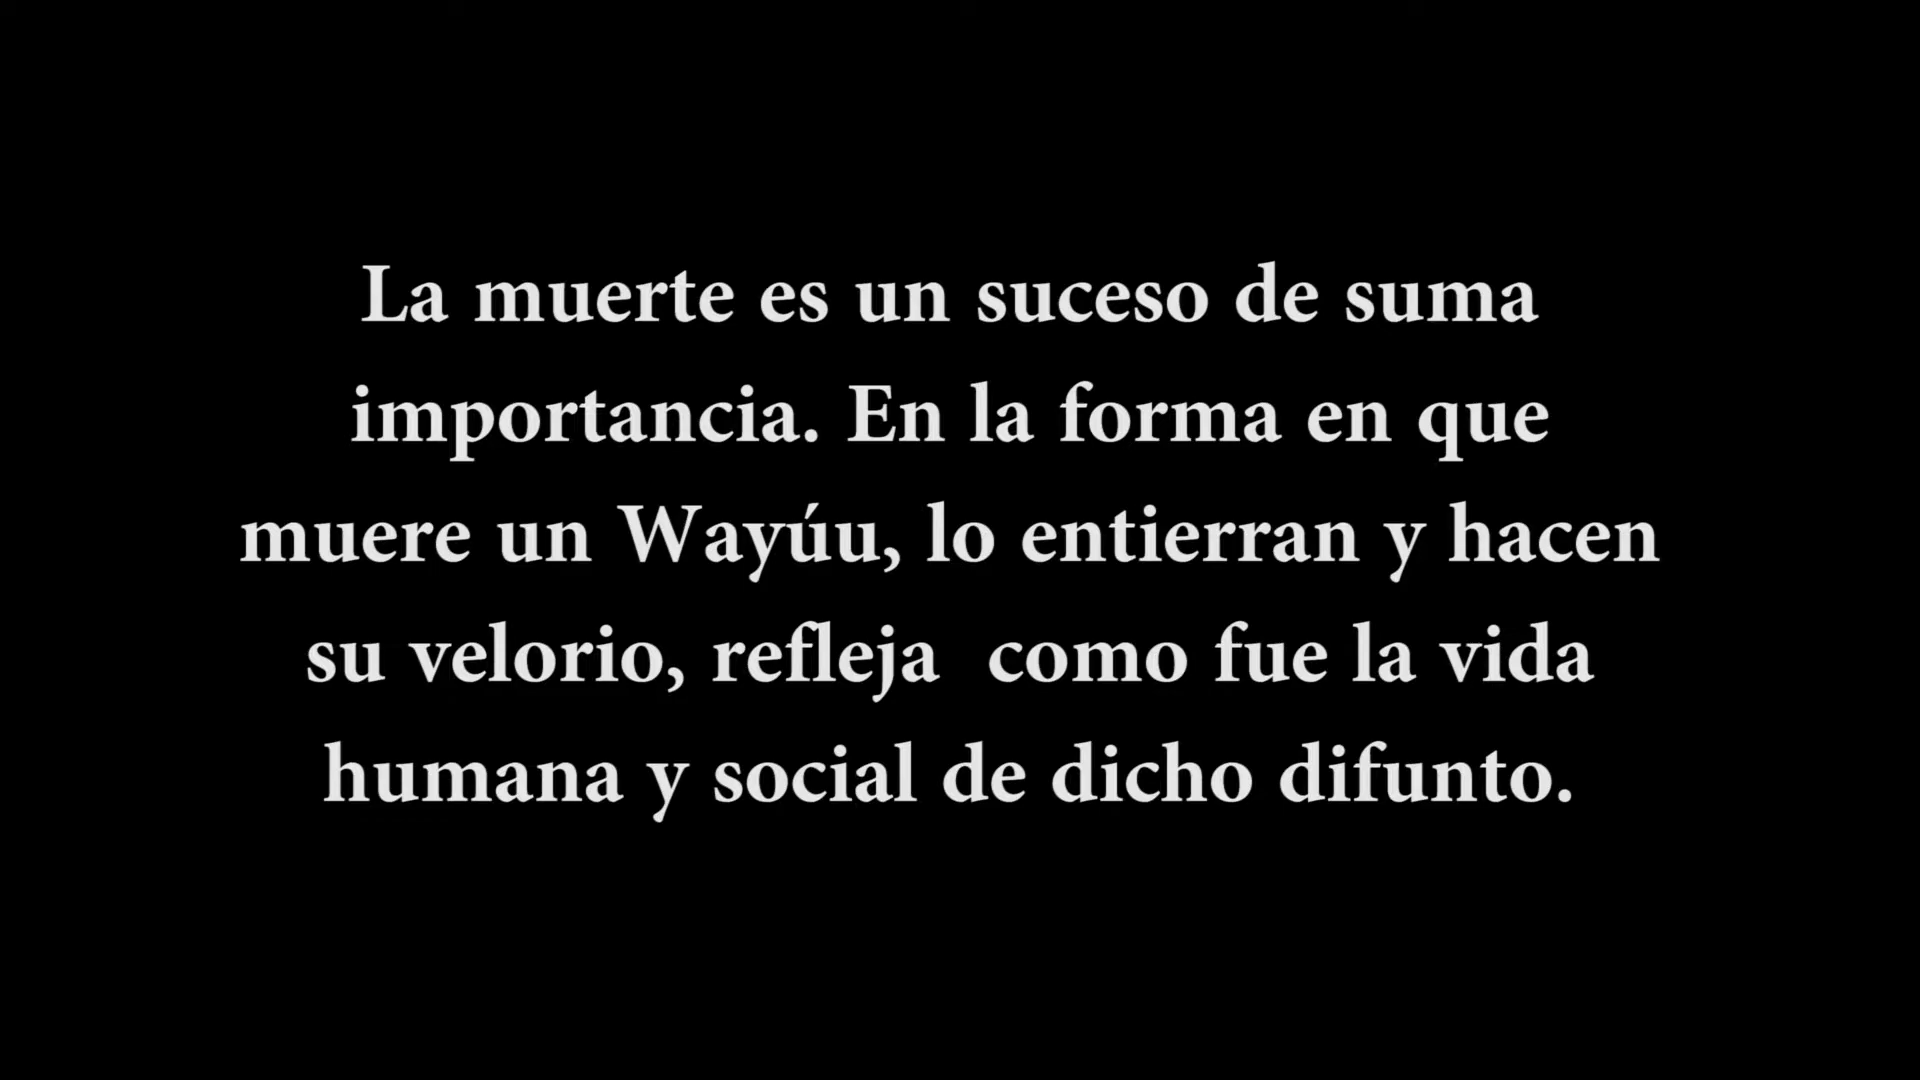 La muerte es un suceso de suma
importancia. En la forma en que
muere un Wayúu, lo entierran y hacen
su velorio, refleja  como fue la vida
humana y social de dicho difunto.